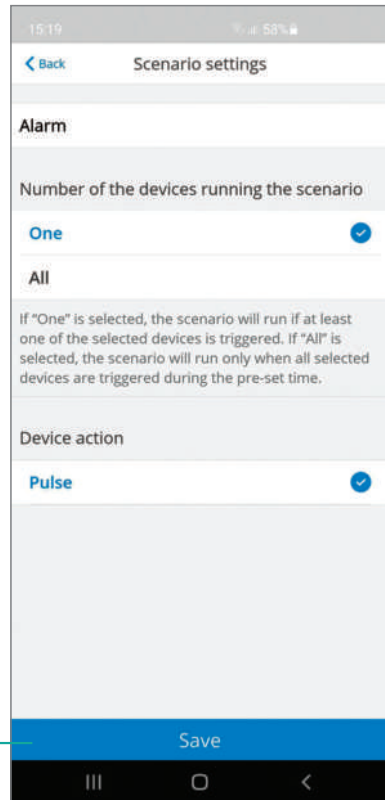 15:19 58%
Back Scenario settings
Alarm
Number of the devices running the scenario
One
All
If "One" is selected, the scenario will run if at least
one of the selected devices is triggered. If "All" is
selected, the scenario will run only when all selected
devices are triggered during the pre-set time.
Device action
Pulse
Save